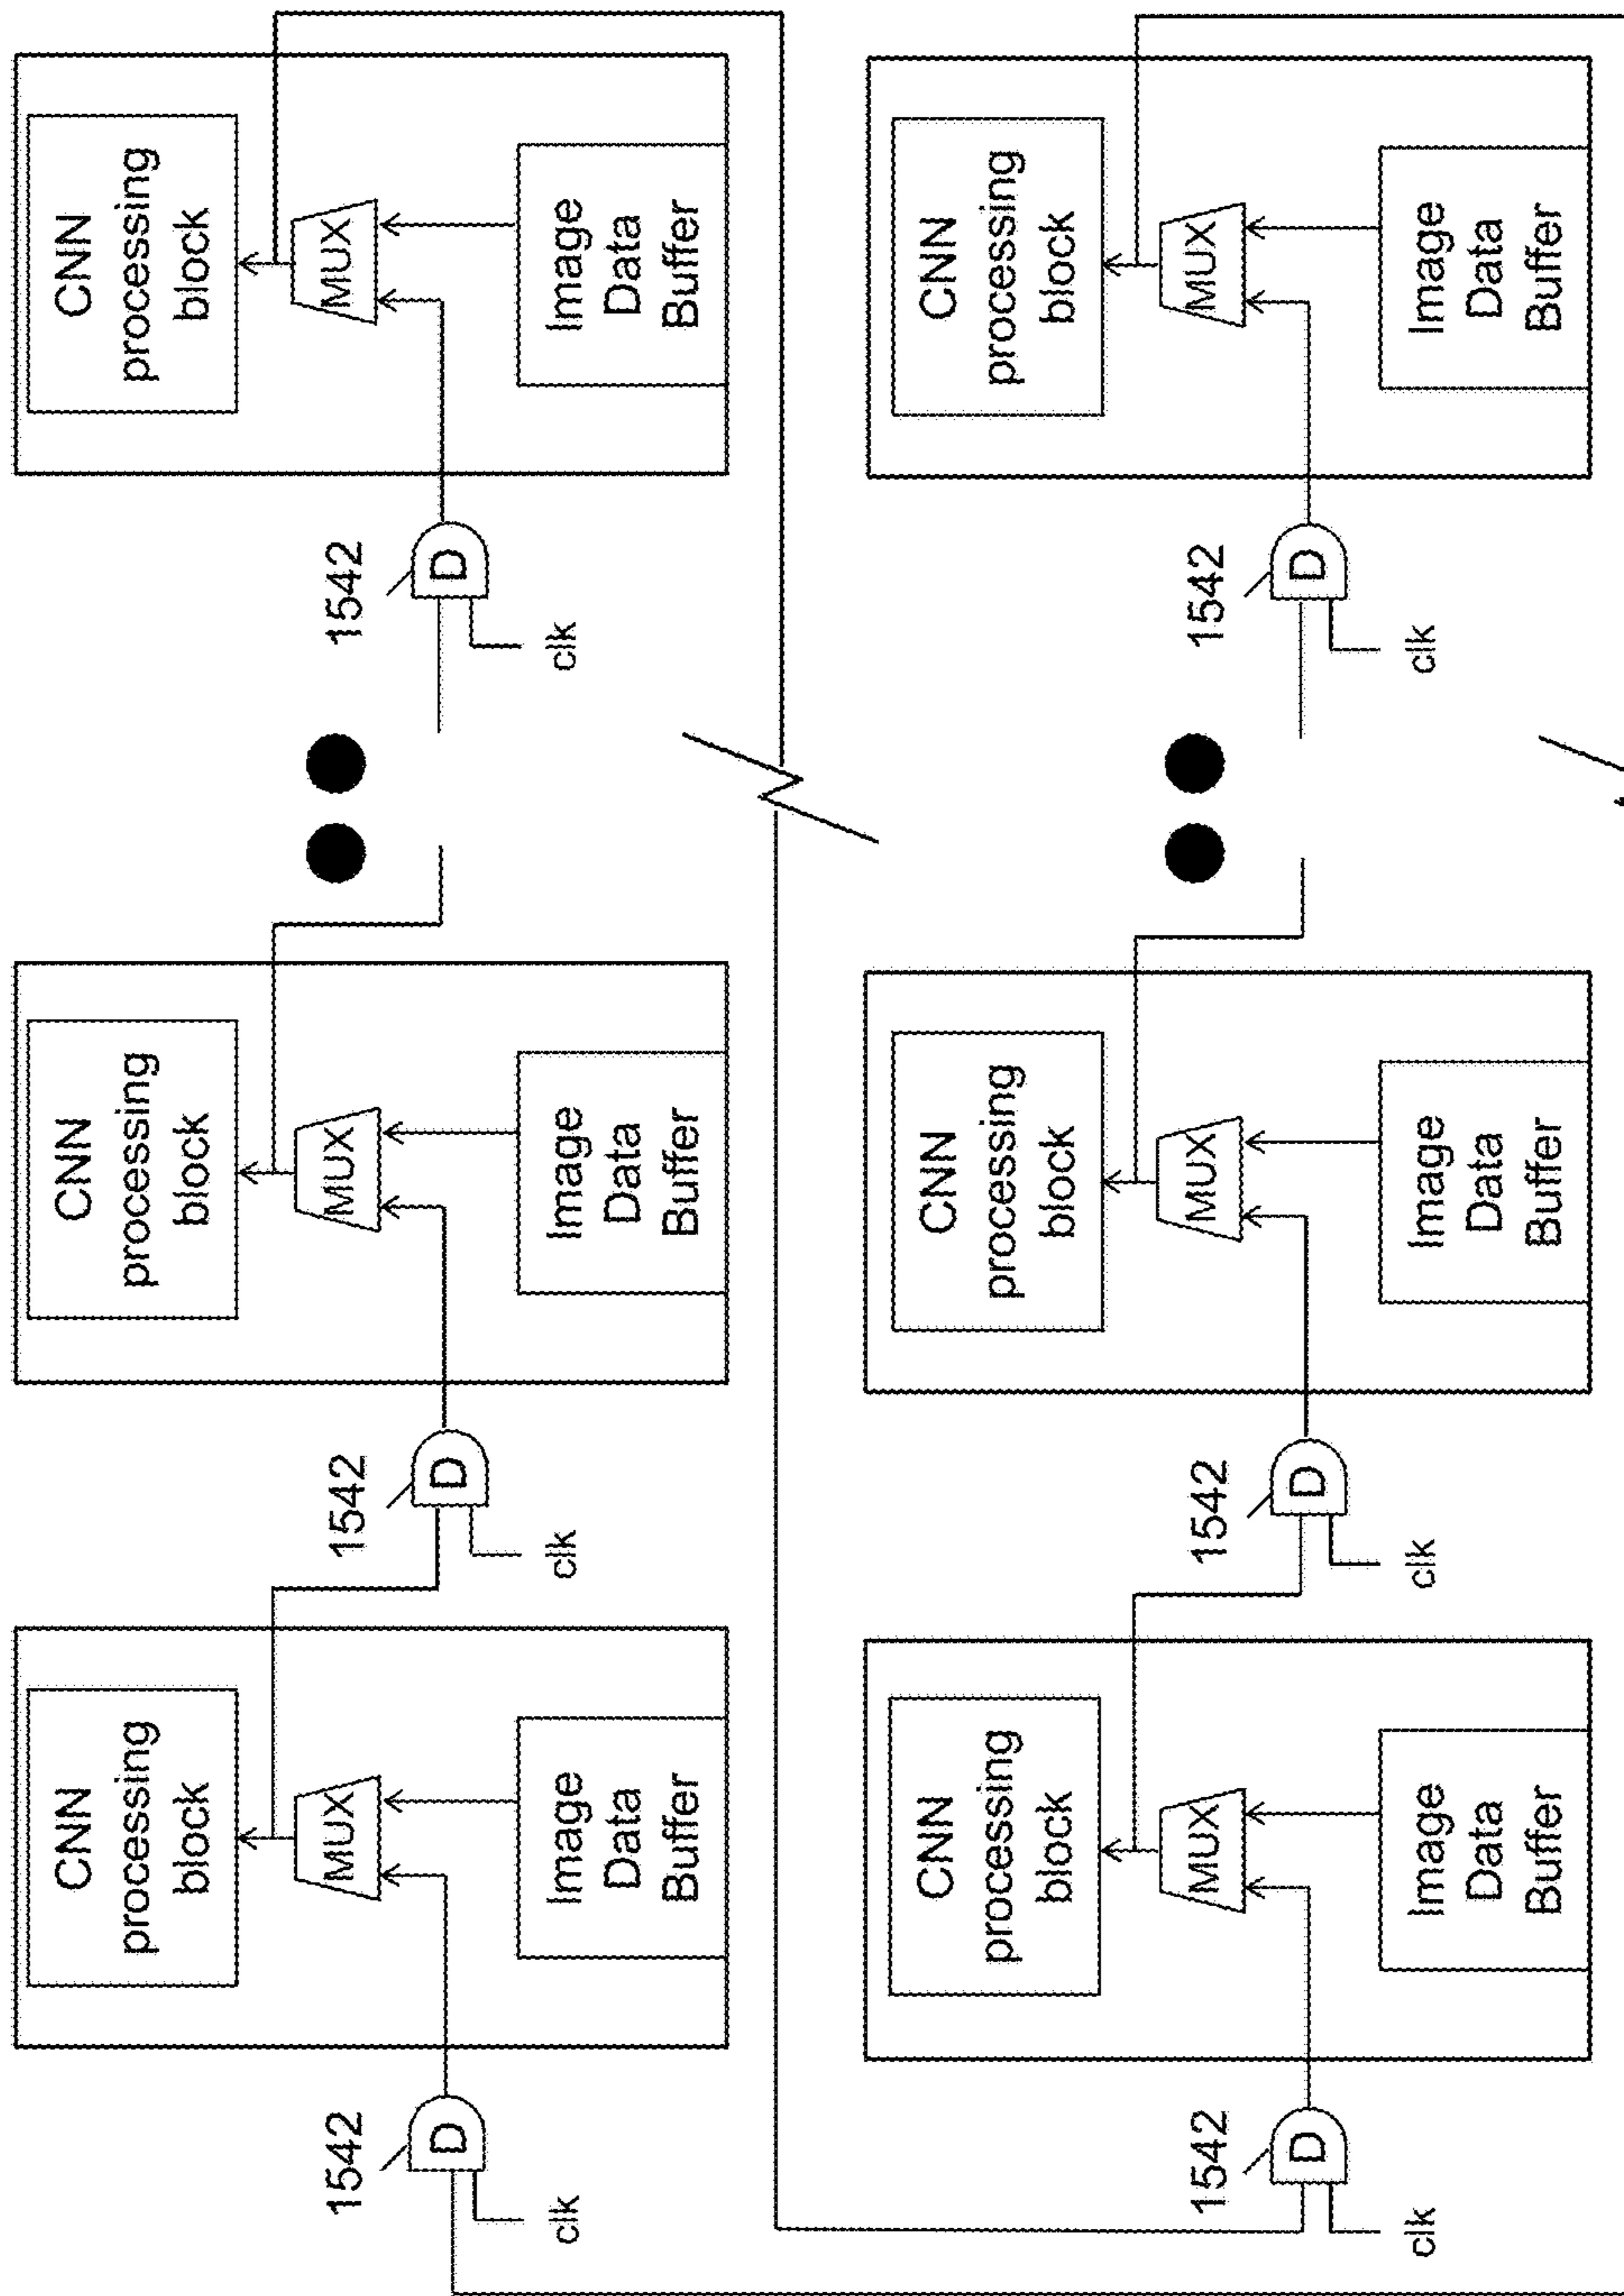 1542
D
clk
CNN
processing
block
MUX
Image
Data
Buffer
1542
D
clk
CNN
processing
block
MUX
Image
Data
Buffer
1542
D
clk
CNN
processing
block
MUX
Image
Data
Buffer
1542
D
clk
CNN
processing
block
MUX
Image
Data
Buffer
1542
D
clk
CNN
processing
block
MUX
Image
Data
Buffer
1542
D
clk
CNN
processing
block
MUX
Image
Data
Buffer